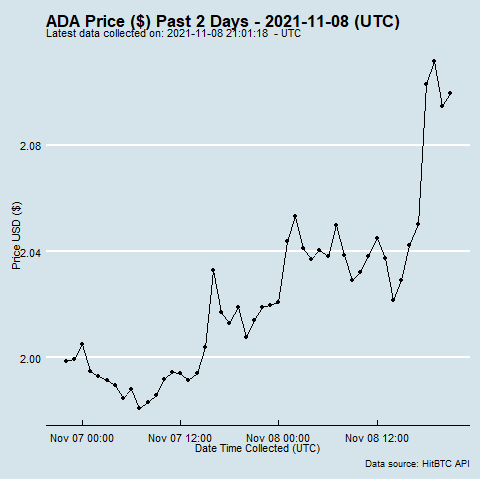 ADA Price ($) Past 2 Days - 2021-11-08 (UTC)
Latest data collected on: 2021-11-08 21:01:18 - UTC
2.08
2.04
2.00
Price USD ($)
Nov 07 00:00 Nov 07 12:00 Nov 08 00:00 Nov 08 12:00
Date Time Collected (UTC)
Data source: HitBTC API